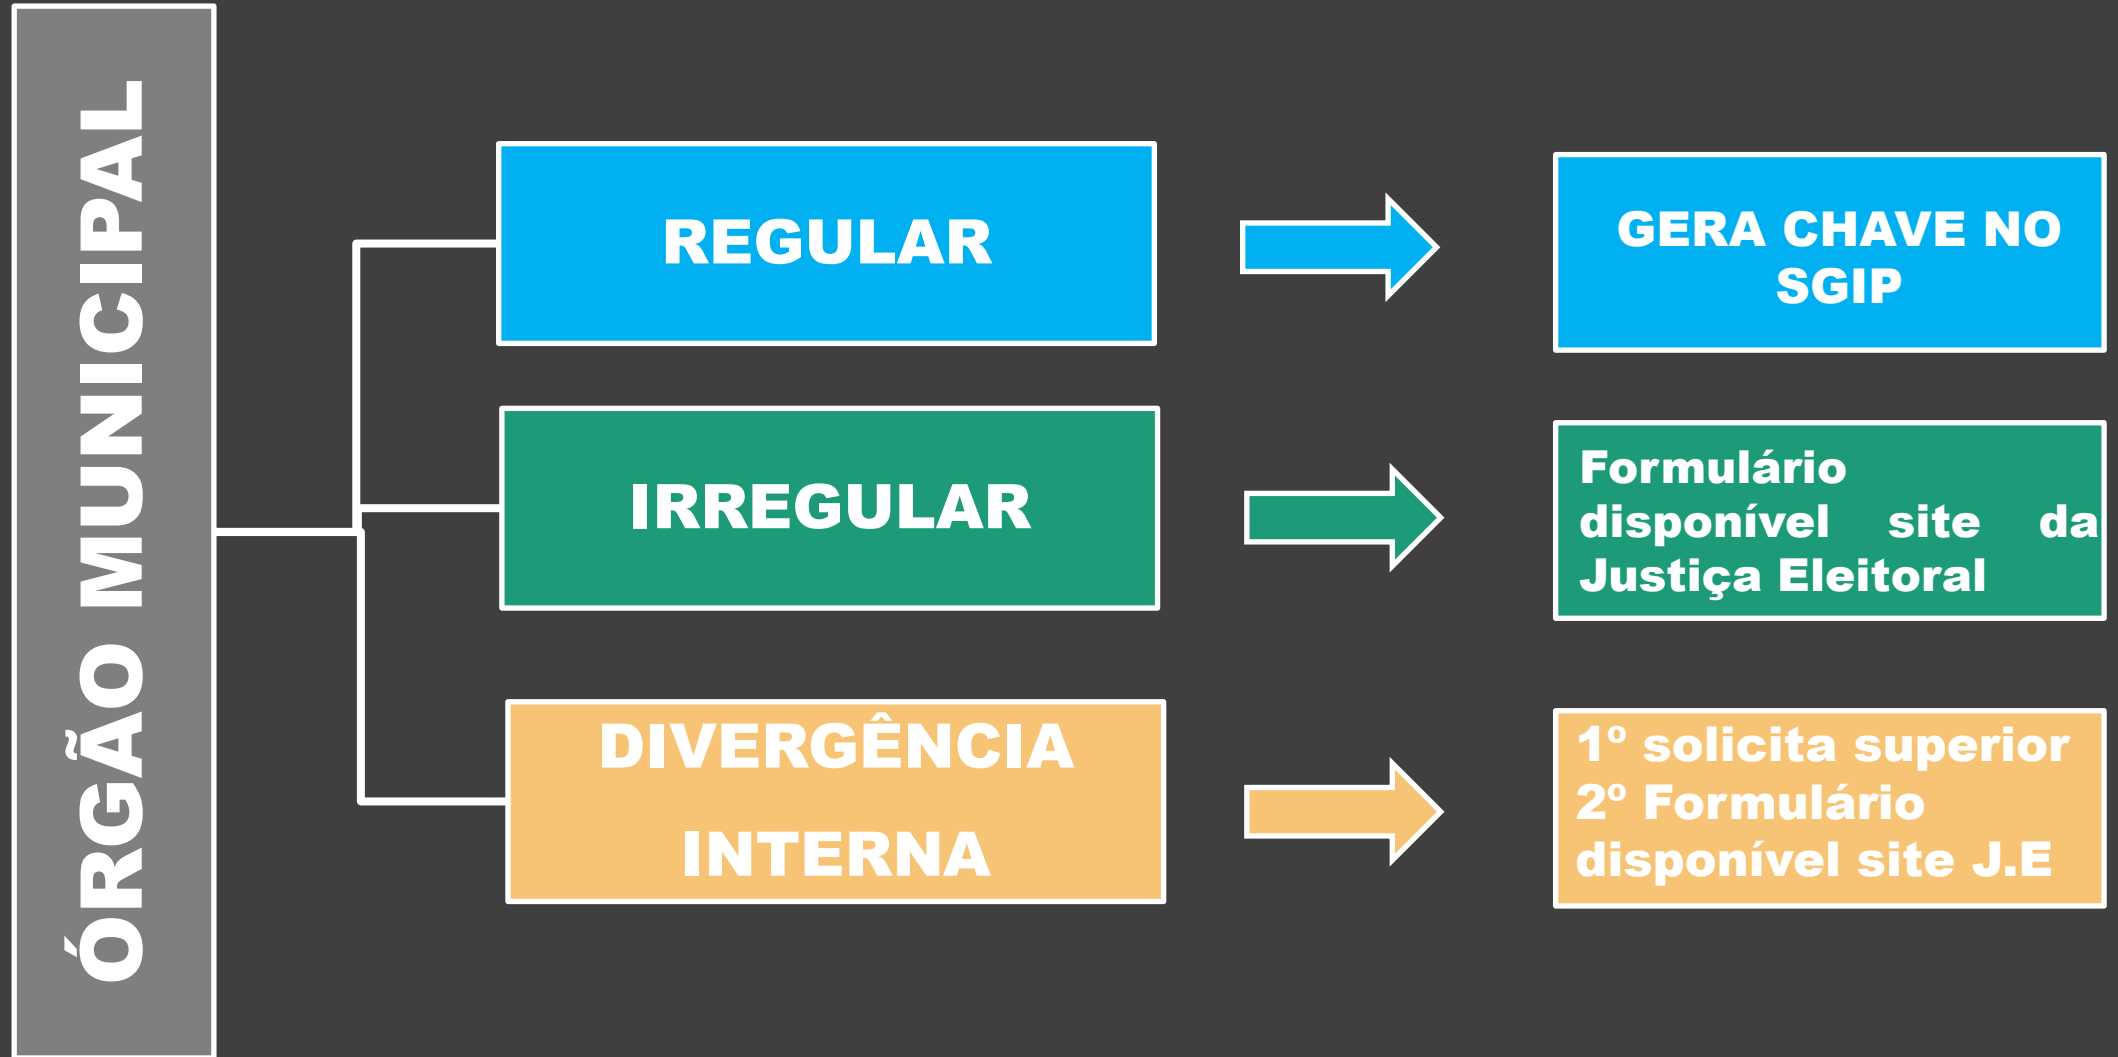 ÓRGÃO MUNICIPAL
REGULAR
GERA CHAVE NO
SGIP
IRREGULAR
Formulário
disponível site da
Justiça Eleitoral
DIVERGÊNCIA
INTERNA
1º solicita superior
2º Formulário
disponível site J.E